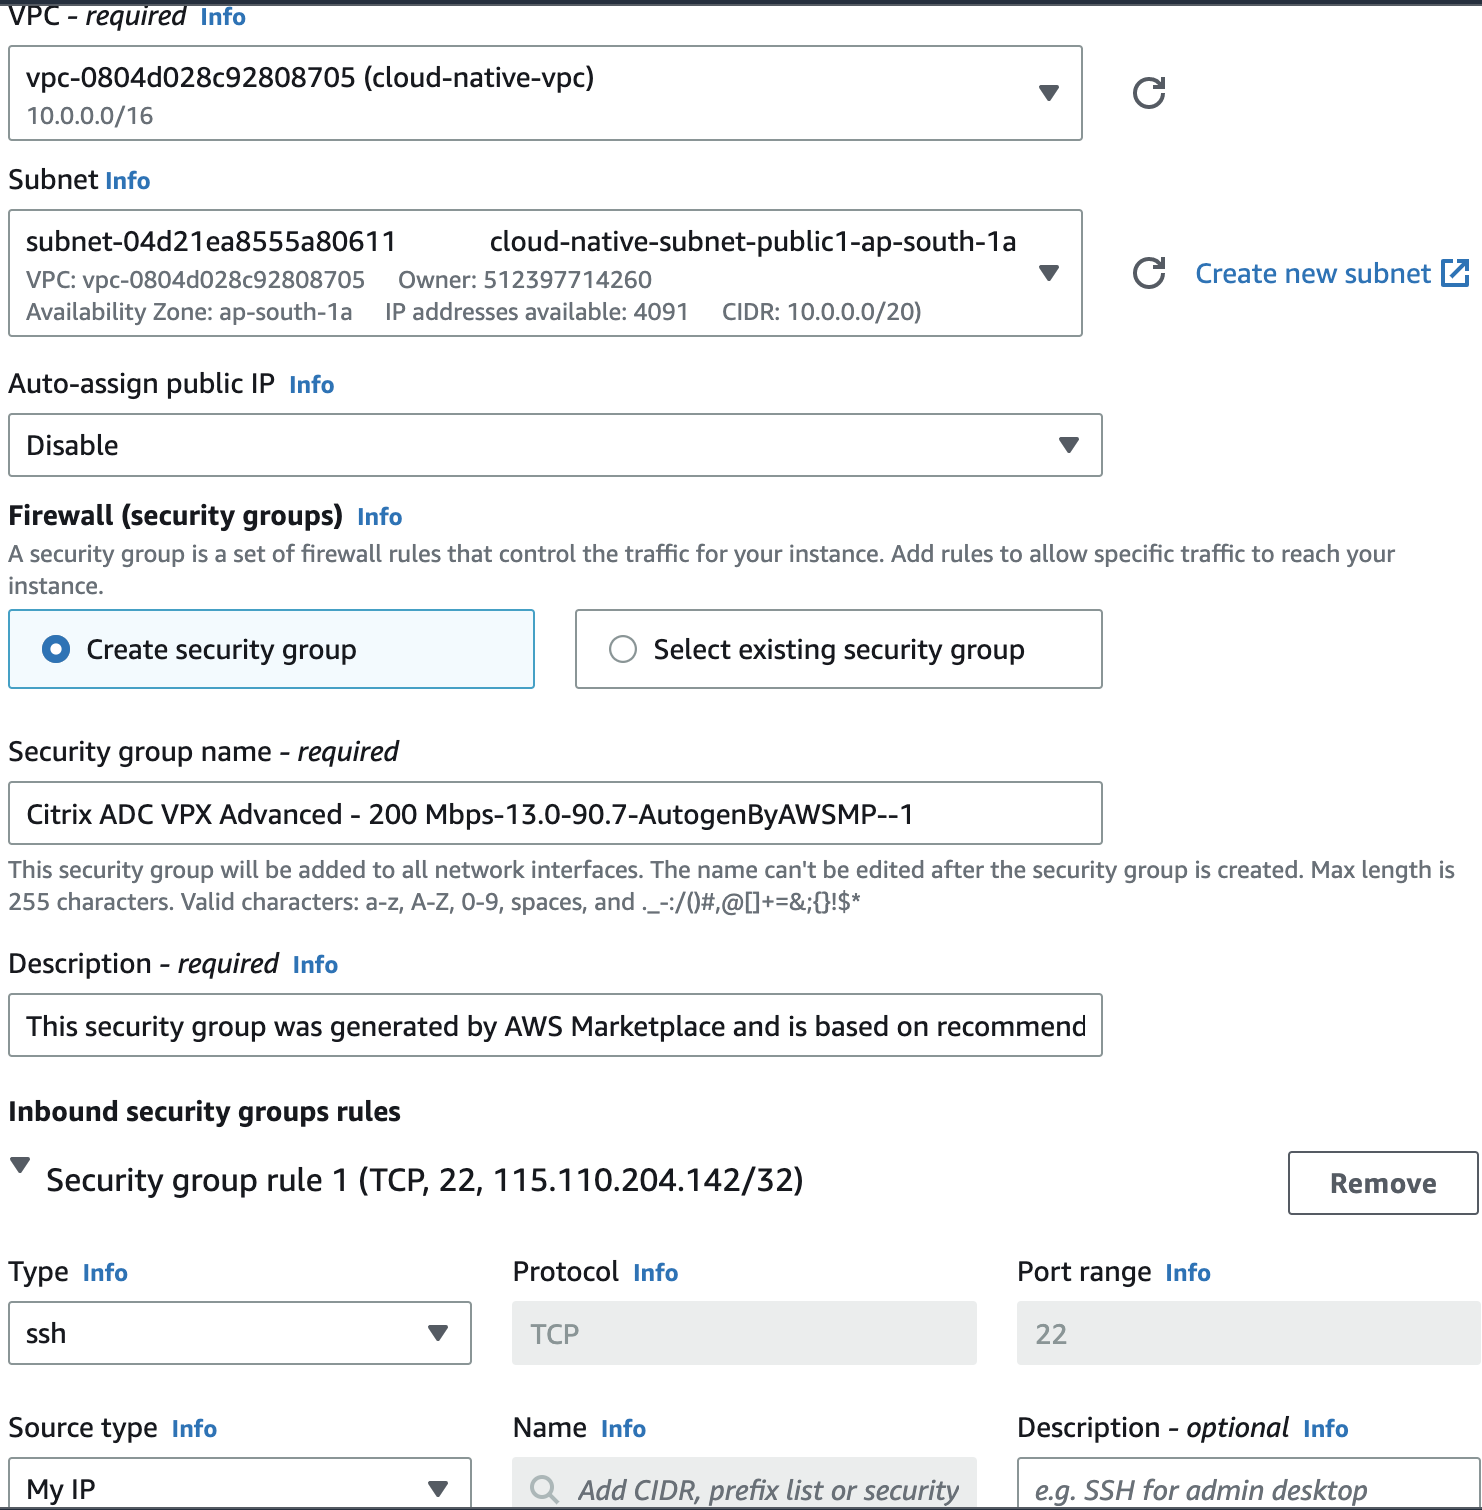 VPC - required Info
vpc-0804d028c92808705 (cloud-native-vpc)
10.0.0.0/16
Subnet Info
subnet-04d21ea8555a80611 cloud-native-subnet-public1-ap-south-1a
VPC: vpc-0804d028c92808705 Owner: 512397714260
Availability Zone: ap-south-1a IP addresses available: 4091 CIDR: 10.0.0.0/20)
Create new subnet
Auto-assign public IP Info
Disable
Firewall (security groups) Info
A security group is a set of firewall rules that control the traffic for your instance. Add rules to allow specific traffic to reach your
instance.
Create security group
Select existing security group
Security group name - required
Citrix ADC VPX Advanced - 200 Mbps-13.0-90.7-AutogenByAWSMP--1
This security group will be added to all network interfaces. The name can't be edited after the security group is created. Max length is
255 characters. Valid characters: a-z, A-Z, 0-9, spaces, and ._-:/()#,@[]+=&;{}!$*
Description - required Info
This security group was generated by AWS Marketplace and is based on recommend
Inbound security groups rules
Security group rule 1 (TCP, 22, 115.110.204.142/32)
Remove
Type Info Protocol Info Port range Info
ssh TCP 22
Source type Info Name Info Description - optional Info
My IP Add CIDR, prefix list or security e.g. SSH for admin desktop